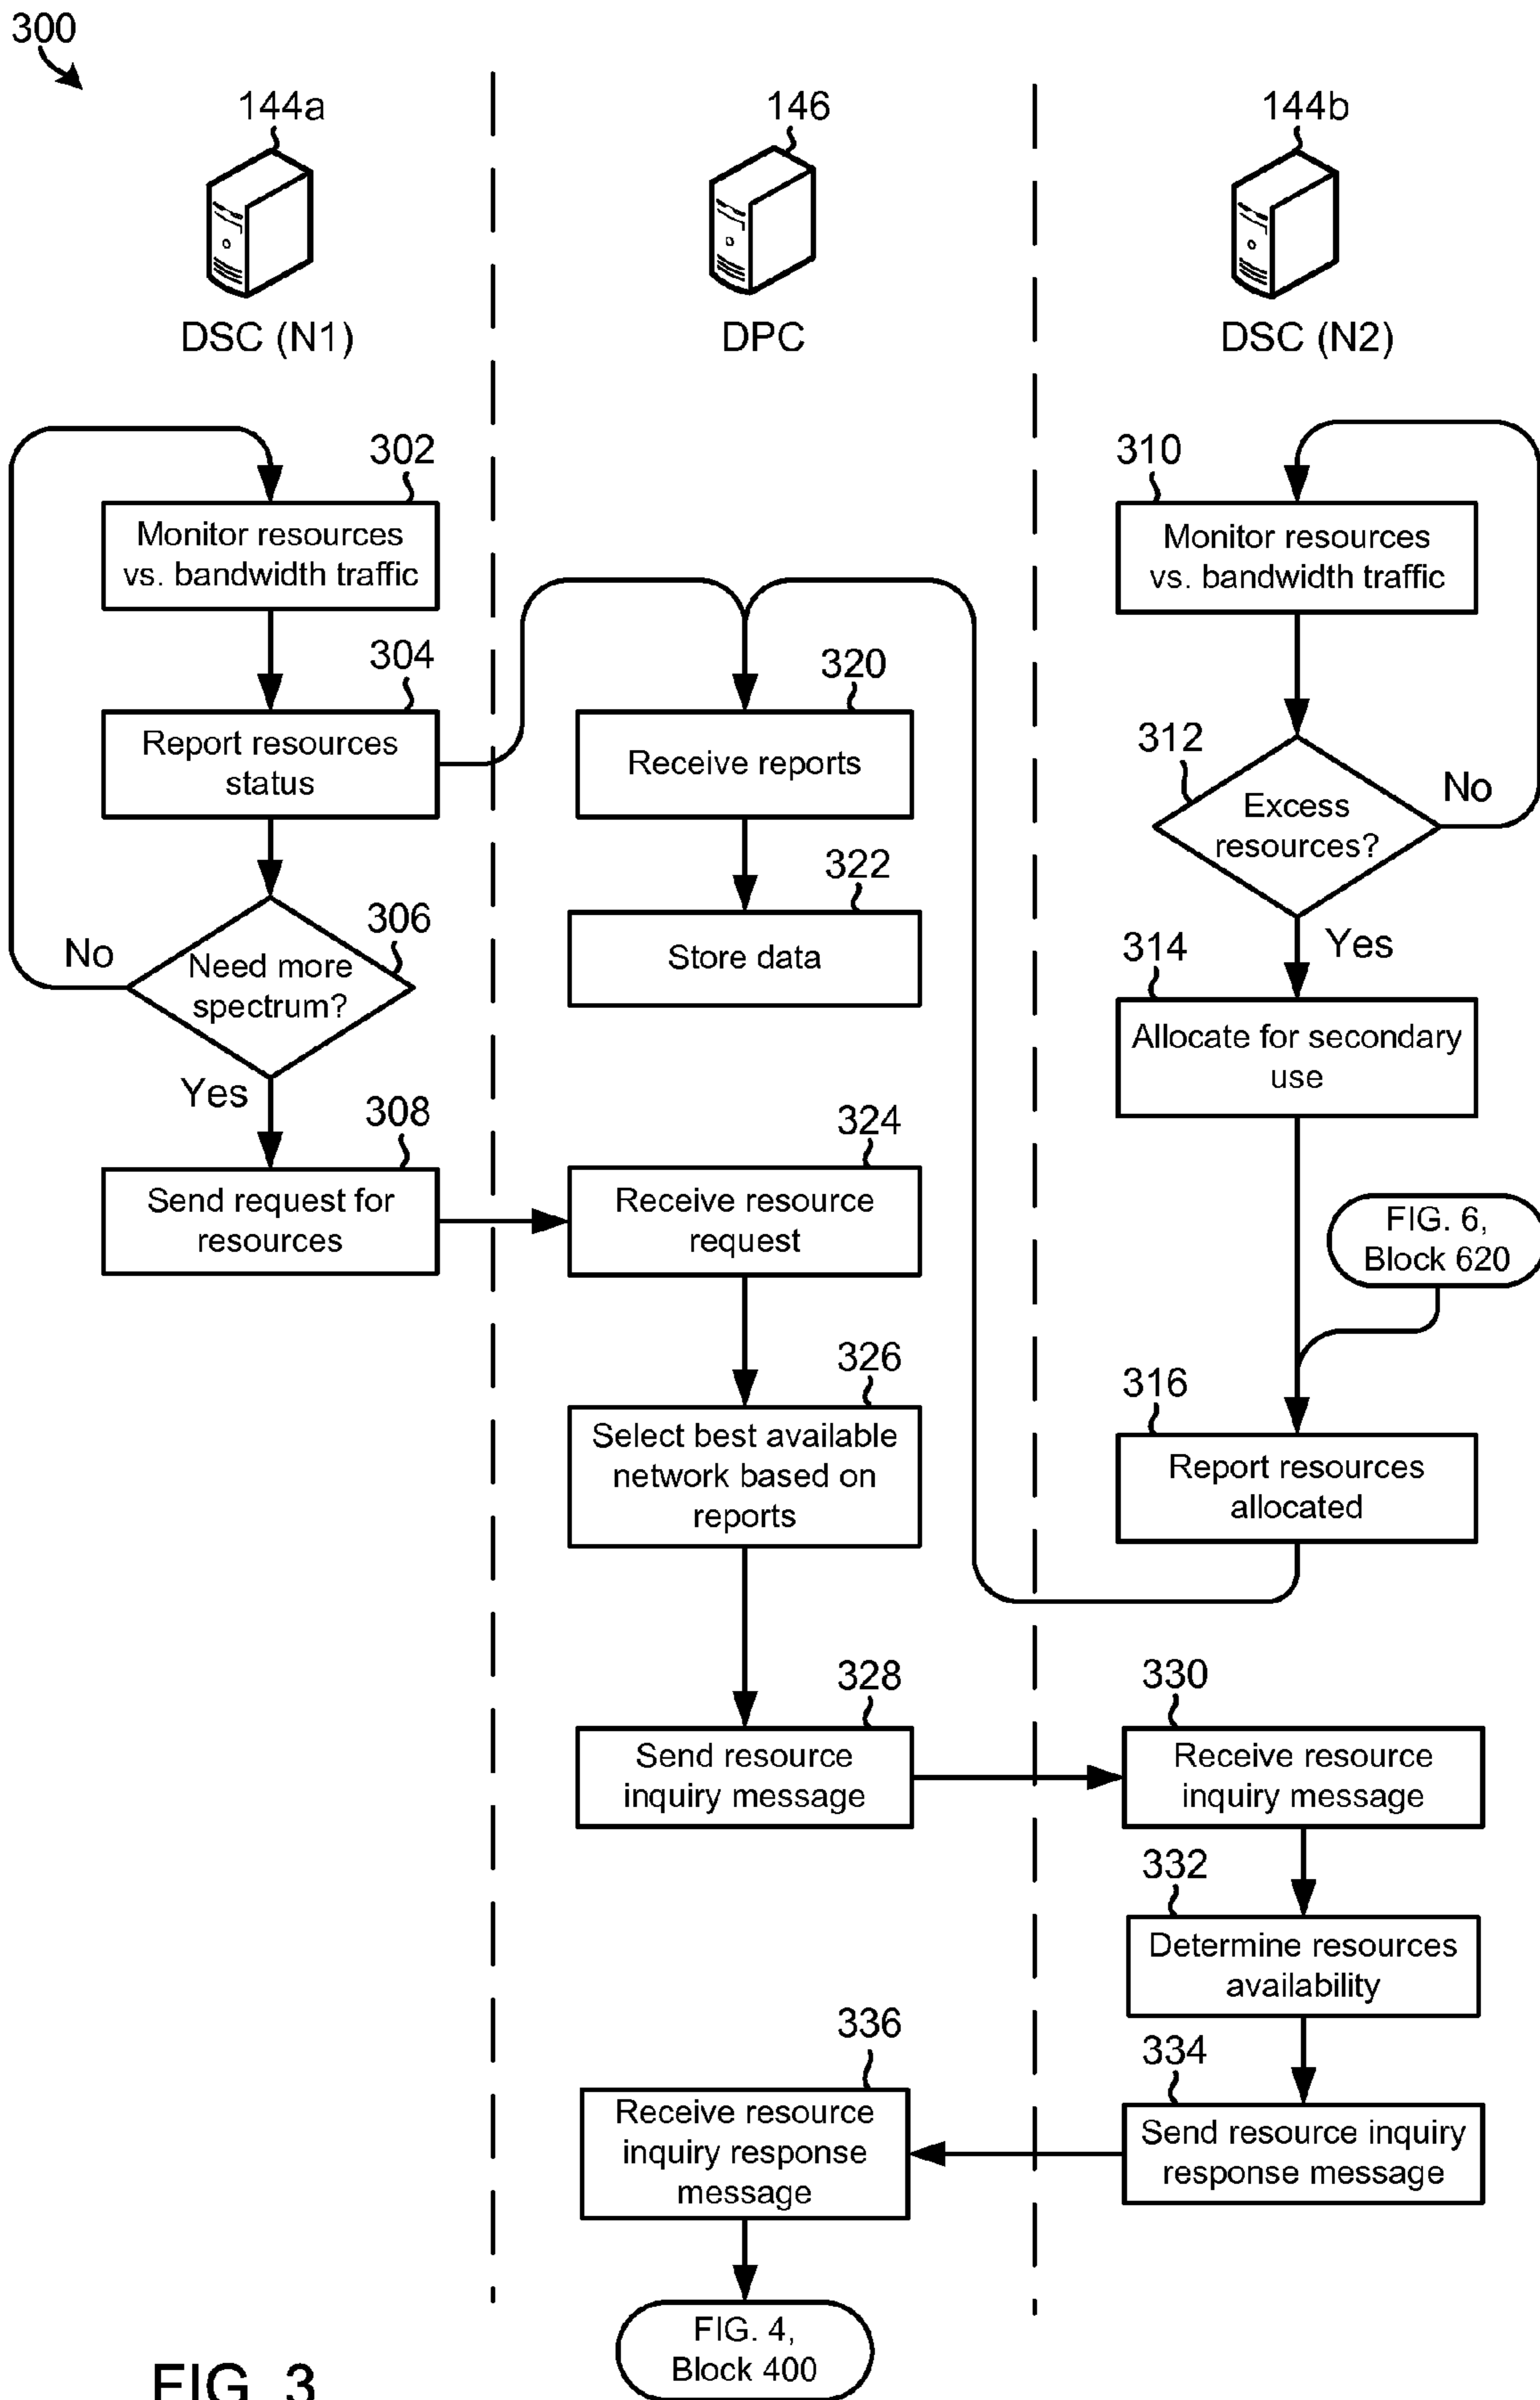 300
144a
146
144b
DSC (N1)
DPC
DSC (N2)
302
Monitor resources
vs. bandwidth traffic
304
Report resources
status
306
Need more
spectrum?
No
Yes
308
Send request for
resources
320
Receive reports
322
Store data
324
Receive resource
request
326
Select best available
network based on
reports
328
Send resource
inquiry message
310
Monitor resources
vs. bandwidth traffic
312
Excess
resources?
No
Yes
314
Allocate for secondary
use
FIG. 6,
Block 620
316
Report resources
allocated
330
Receive resource
inquiry message
332
Determine resources
availability
334
Send resource inquiry
response message
336
Receive resource
inquiry response
message
FIG. 4,
Block 400
FIG. 3